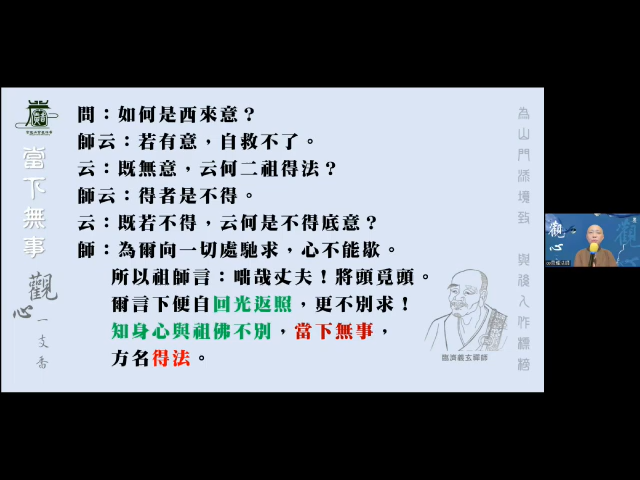 問：如何是西來意？
師云：若有意，自救不了。
云：既無意，云何二祖得法？
師云：得者是不得。
云：既若不得，云何是不得底意？
師：為爾向一切處馳求，心不能歇。
所以祖師言：咄哉丈夫！將頭覓頭。
爾言下便自回光返照，更不別求！
知身心與祖佛不別，當下無事，
方名得法。
當下無事
觀心
一支香
為山門添境致
與後人作標榜
臨濟義玄禪師
觀心